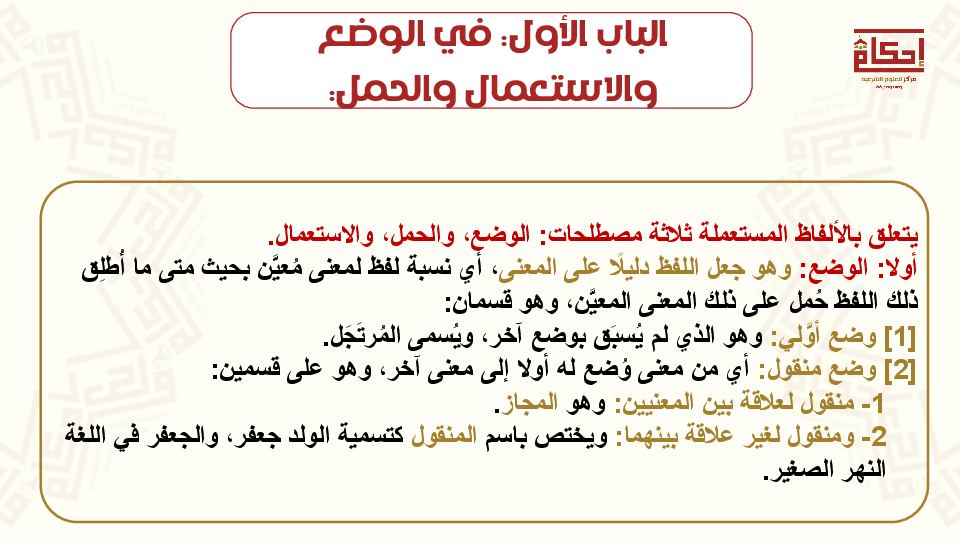 الباب الأول: في الوضع
والاستعمال والحمل:
إحكام
مركز للعلوم الشرعية
يتعلق بالألفاظ المستعملة ثلاثة مصطلحات: الوضع، والحمل، والاستعمال.
أولا: الوضع: وهو جعل اللفظ دليلًا على المعنى، أي نسبة لفظ لمعنى مُعيَّن بحيث متى ما أُطلِق
ذلك اللفظ حُمل على ذلك المعنى المعيَّن، وهو قسمان:
[1] وضع أوَّلي: وهو الذي لم يُسبَق بوضع آخر، ويُسمى المُرتَجَل.
[2] وضع منقول: أي من معنى وُضع له أولا إلى معنى آخر، وهو على قسمين:
1- منقول لعلاقة بين المعنيين: وهو المجاز.
2- ومنقول لغير علاقة بينهما: ويختص باسم المنقول كتسمية الولد جعفر، والجعفر في اللغة
النهر الصغير.